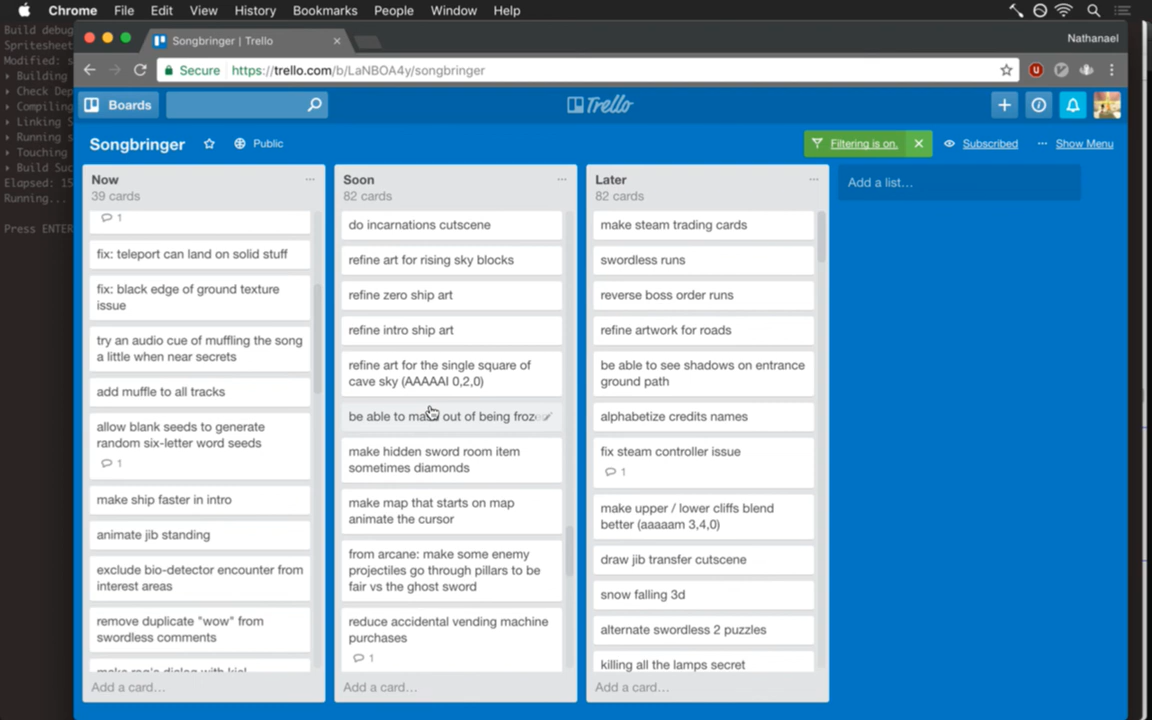 Chrome File Edit View History Bookmarks People Window Help
Build debug
Spritesheet
Modified: s
Building
Check Dep
Compiling
Linking S
Running s
Touching
Build Suc
Elapsed: 15
Running...
Press ENTER
Songbringer | Trello
Nathanael
Secure https://trello.com/b/LaNBOA4y/songbringer
Boards
Trello
Songbringer
Public
Filtering is on.
Subscribed
Show Menu
Now
39 cards
1
fix: teleport can land on solid stuff
fix: black edge of ground texture
issue
try an audio cue of muffling the song
a little when near secrets
add muffle to all tracks
allow blank seeds to generate
random six-letter word seeds
1
make ship faster in intro
animate jib standing
exclude bio-detector encounter from
interest areas
remove duplicate "wow" from
swordless comments
Add a card…
Soon
82 cards
do incarnations cutscene
refine art for rising sky blocks
refine zero ship art
refine intro ship art
refine art for the single square of
cave sky (AAAAAI 0,2,0)
be able to out of being froz
make hidden sword room item
sometimes diamonds
make map that starts on map
animate the cursor
from arcane: make some enemy
projectiles go through pillars to be
fair vs the ghost sword
reduce accidental vending machine
purchases
1
Add a card…
Later
82 cards
make steam trading cards
swordless runs
reverse boss order runs
refine artwork for roads
be able to see shadows on entrance
ground path
alphabetize credits names
fix steam controller issue
1
make upper / lower cliffs blend
better (aaaaam 3,4,0)
draw jib transfer cutscene
snow falling 3d
alternate swordless 2 puzzles
killing all the lamps secret
Add a card…
Add a list…